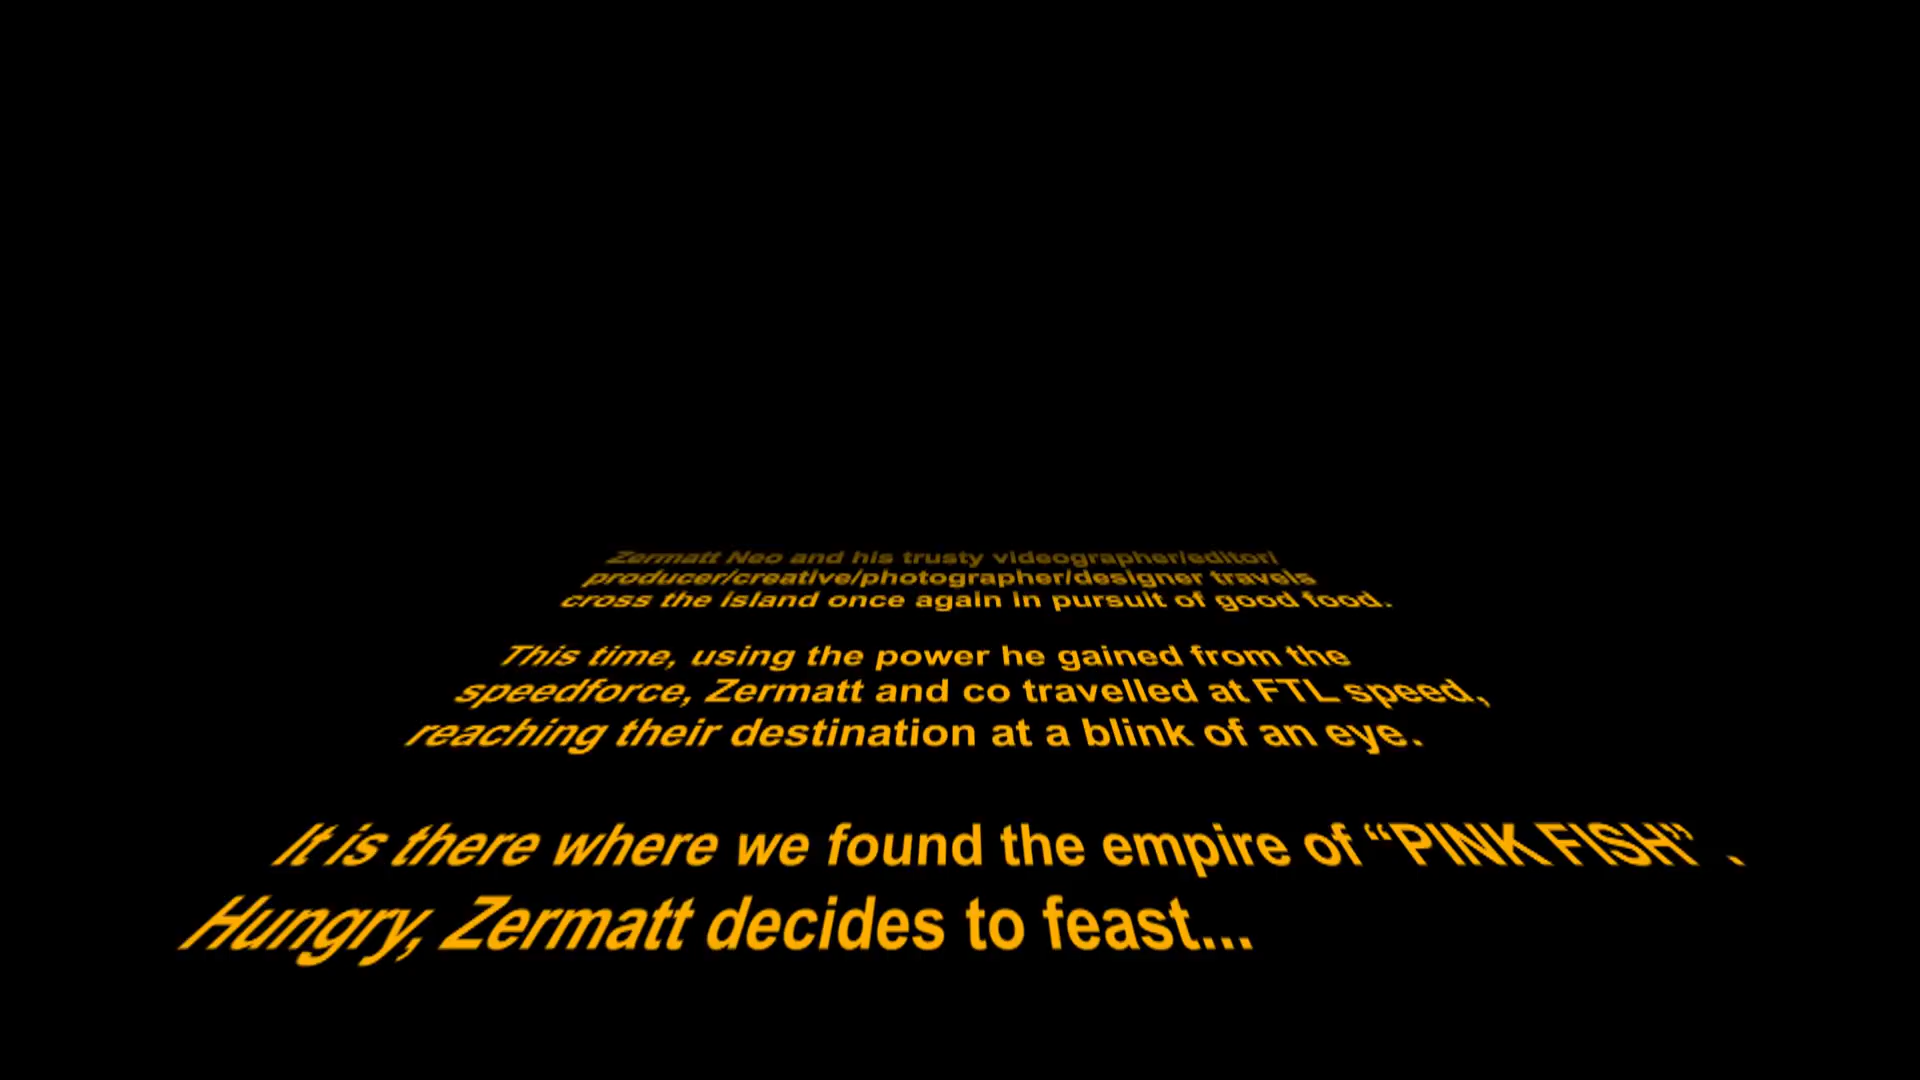 Zermatt Neo and his trusty videographer/editor/
producer/creative/photographer/designer travels
cross the island once again in pursuit of good food.
This time, using the power he gained from the
speedforce, Zermatt and co travelled at FTL speed,
reaching their destination at a blink of an eye.
It is there where we found the empire of “PINK FISH” .
Hungry, Zermatt decides to feast...